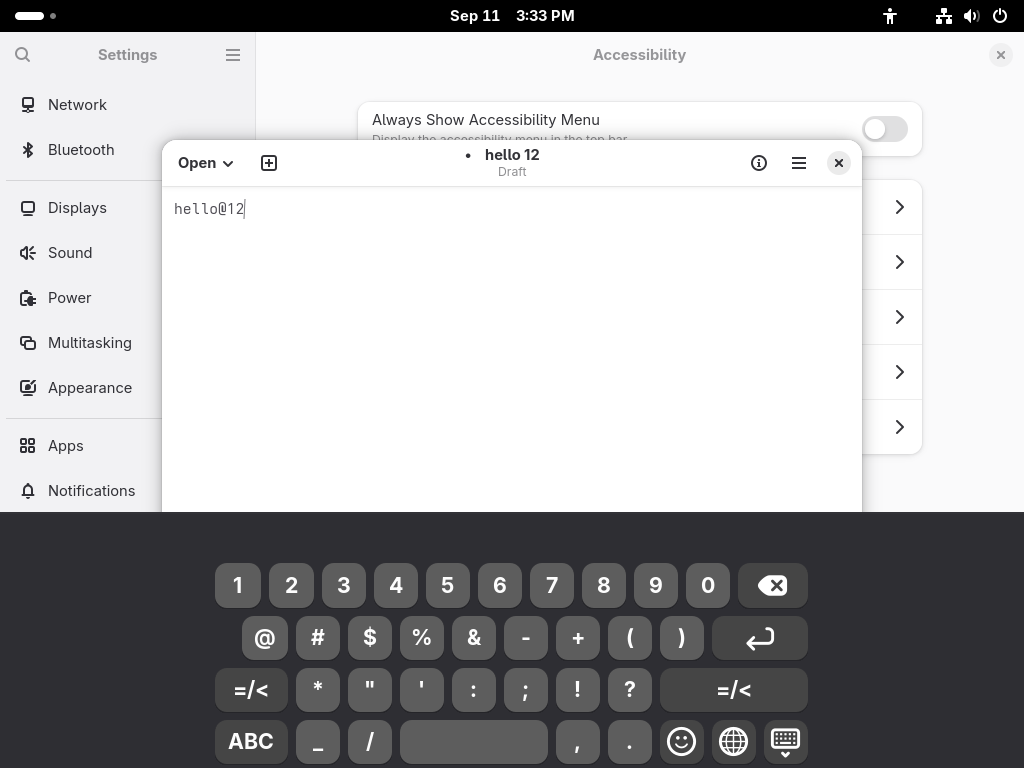 Sep 11 3:33 PM
Settings
Accessibility
Network
Bluetooth
Displays
Sound
Power
Multitasking
Appearance
Apps
Notifications
Always Show Accessibility Menu
Display the accessibility menu in the top bar
Open
• hello 12
Draft
hello@12
1 2 3 4 5 6 7 8 9 0
@ # $ % & - + ( )
=/< * " ' : ; ! ? =/<
ABC _ / , .